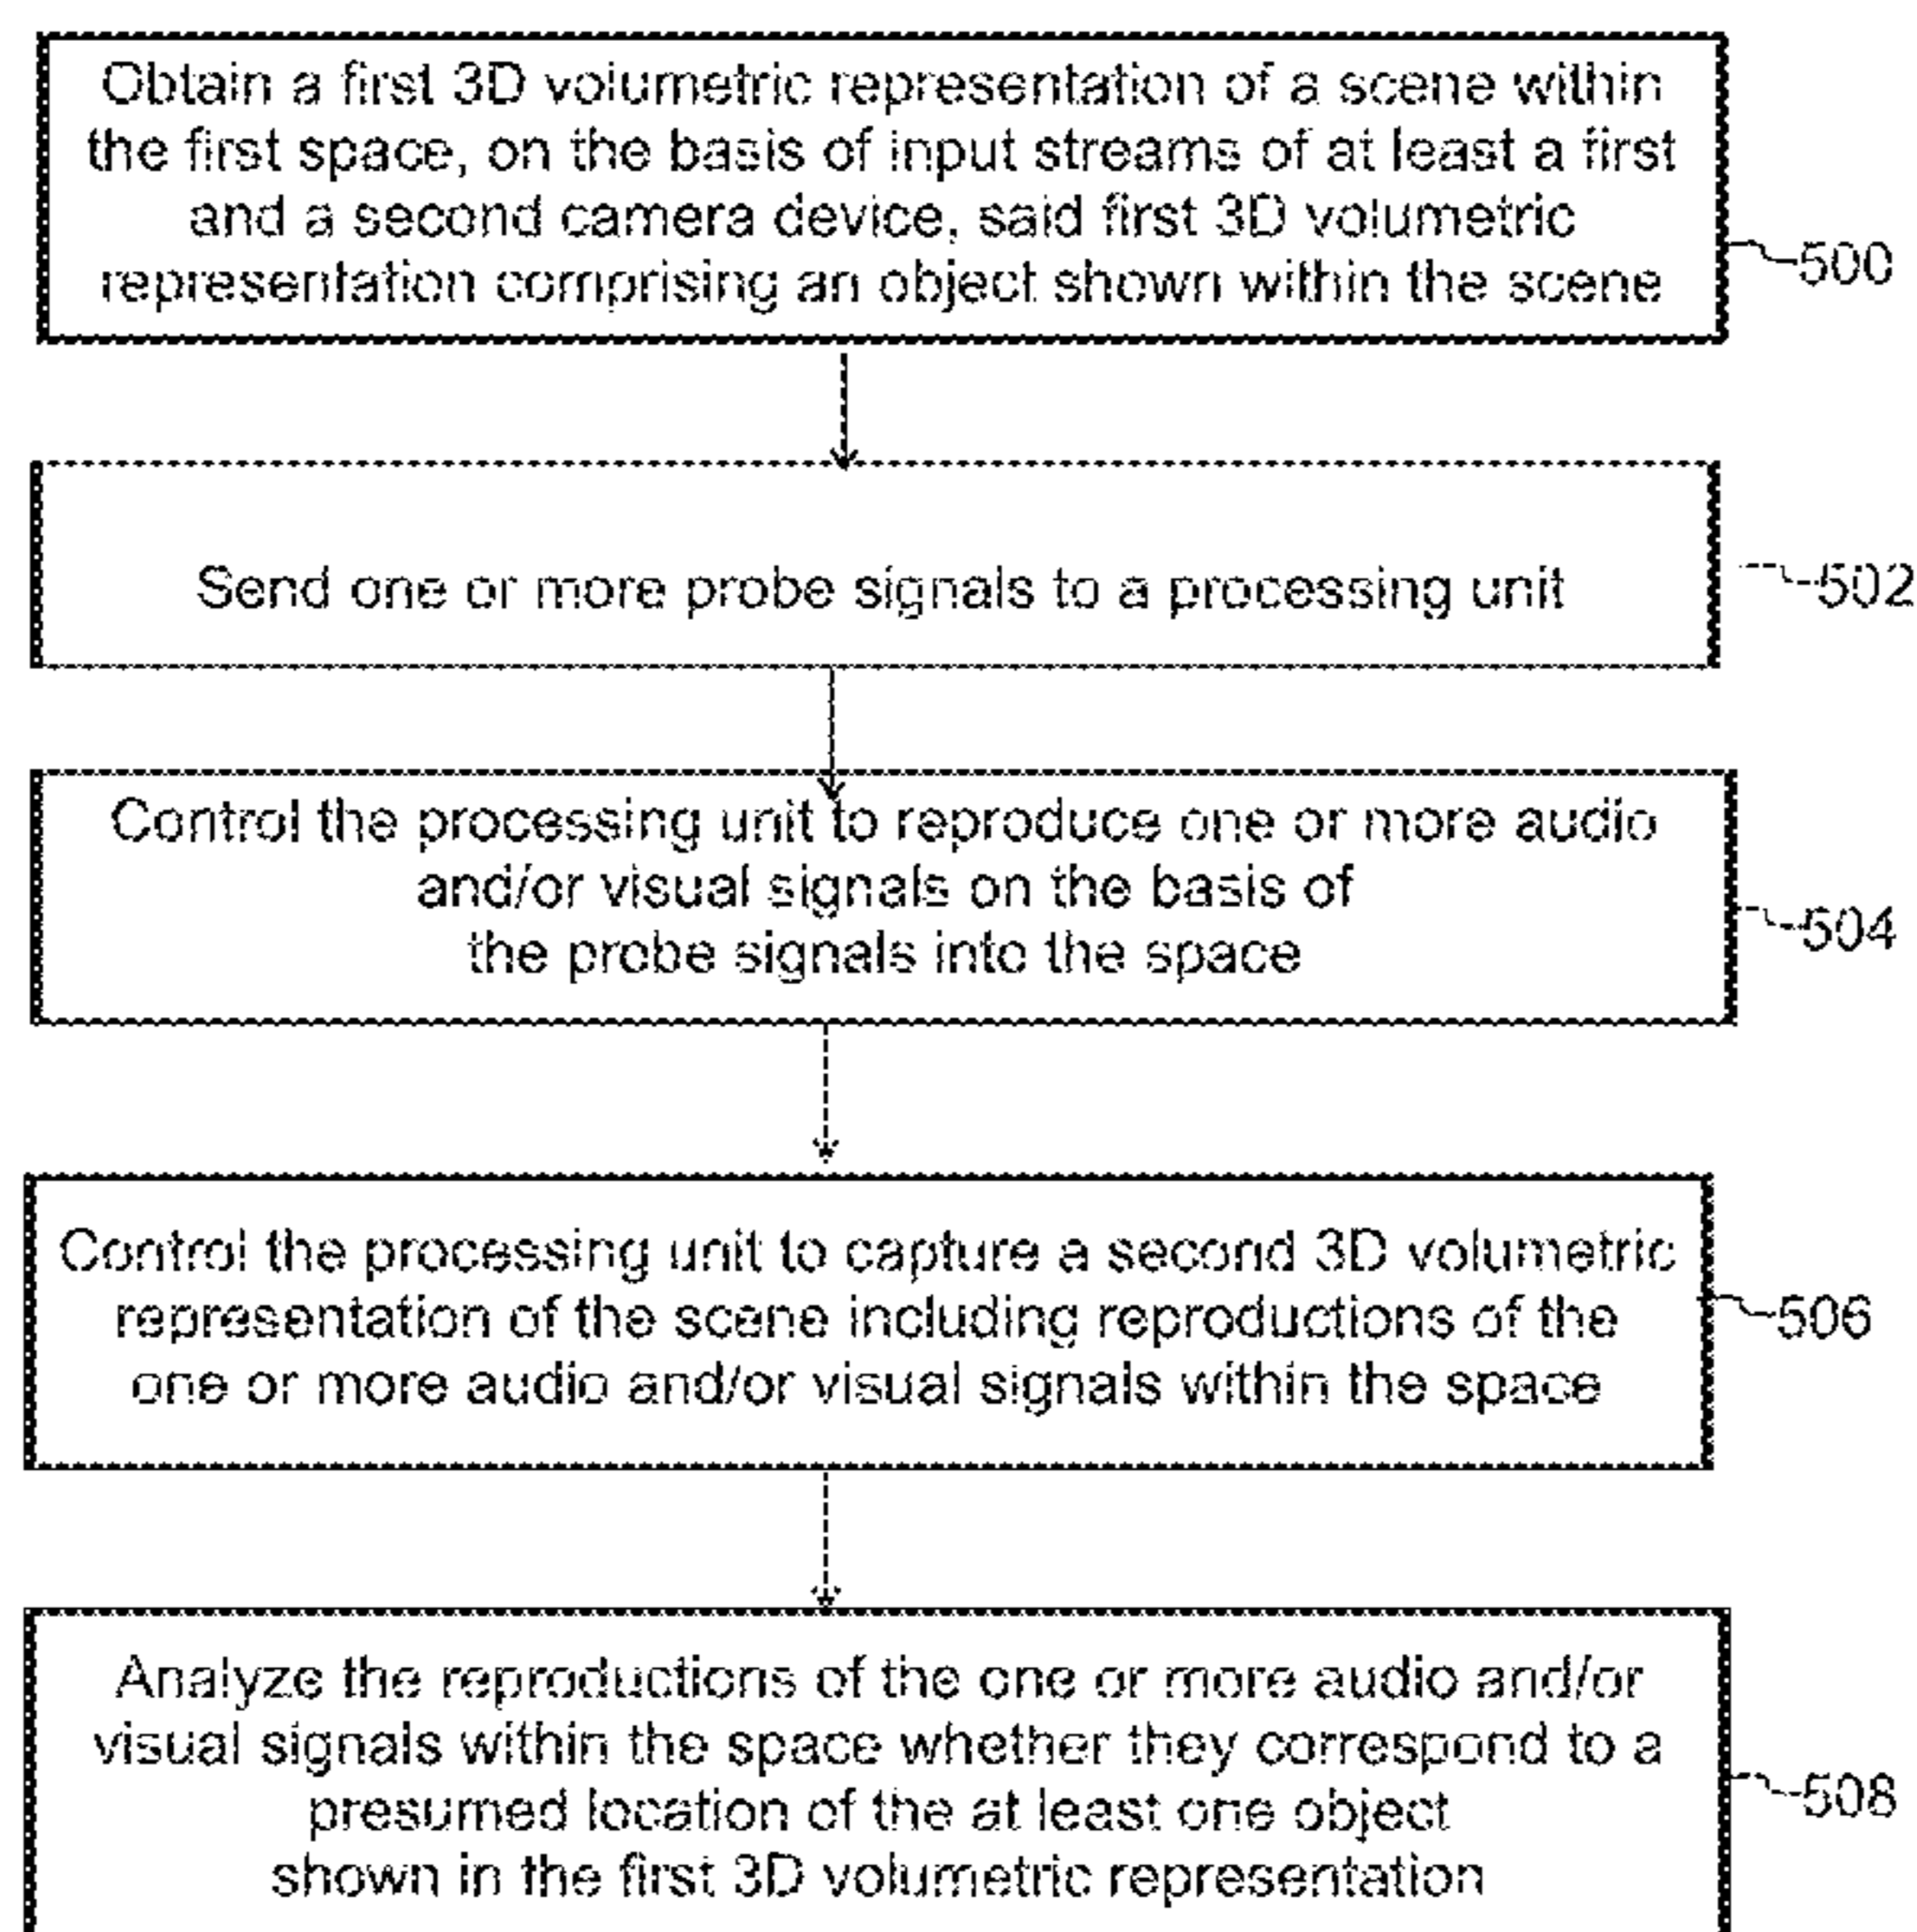 Obtain a first 3D volumetric representation of a scene within
the first space, on the basis of input streams of at least a first
and a second camera device, said first 3D volumetric
representation comprising an object shown within the scene
500
Send one or more probe signals to a processing unit
502
Control the processing unit to reproduce one or more audio
and/or visual signals on the basis of
the probe signals into the space
504
Control the processing unit to capture a second 3D volumetric
representation of the scene including reproductions of the
one or more audio and/or visual signals within the space
506
Analyze the reproductions of the one or more audio and/or
visual signals within the space whether they correspond to a
presumed location of the at least one object
shown in the first 3D volumetric representation
508